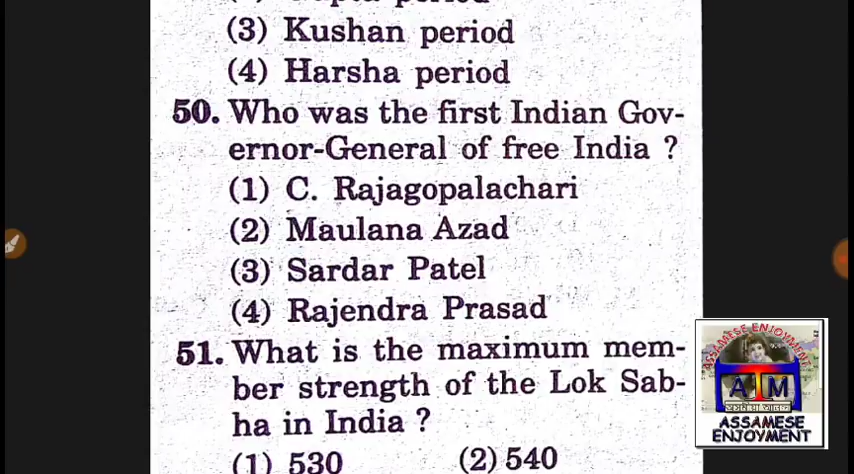 (3) Kushan period
(4) Harsha period
50. Who was the first Indian Gov-
ernor-General of free India ?
(1) C. Rajagopalachari
(2) Maulana Azad
(3) Sardar Patel
(4) Rajendra Prasad
51. What is the maximum mem-
ber strength of the Lok Sab-
ha in India ?
(1) 530 (2) 540
ASSAMESE ENJOYMENT
ATM
ASSAMESE
ENJOYMENT